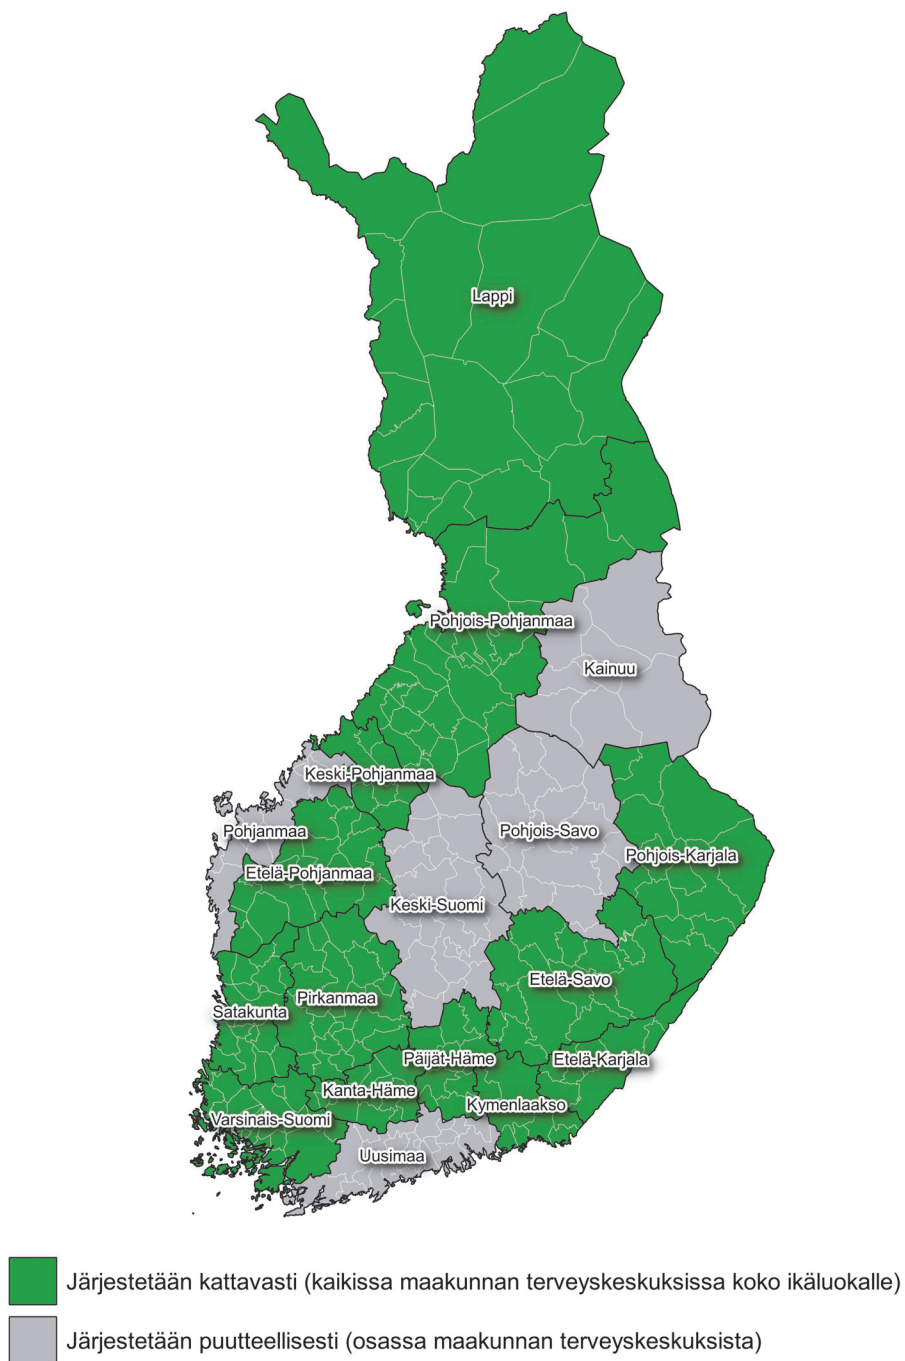 Lappi
Pohjois-Pohjanmaa
Kainuu
Keski-Pohjanmaa
Pohjanmaa
Pohjois-Savo
Pohjois-Karjala
Etelä-Pohjanmaa
Keski-Suomi
Etelä-Savo
Pirkanmaa
Satakunta
Päijät-Häme
Etelä-Karjala
Kanta-Häme
Kymenlaakso
Varsinais-Suomi
Uusimaa
Järjestetään kattavasti (kaikissa maakunnan terveyskeskuksissa koko ikäluokalle)
Järjestetään puutteellisesti (osassa maakunnan terveyskeskuksista)